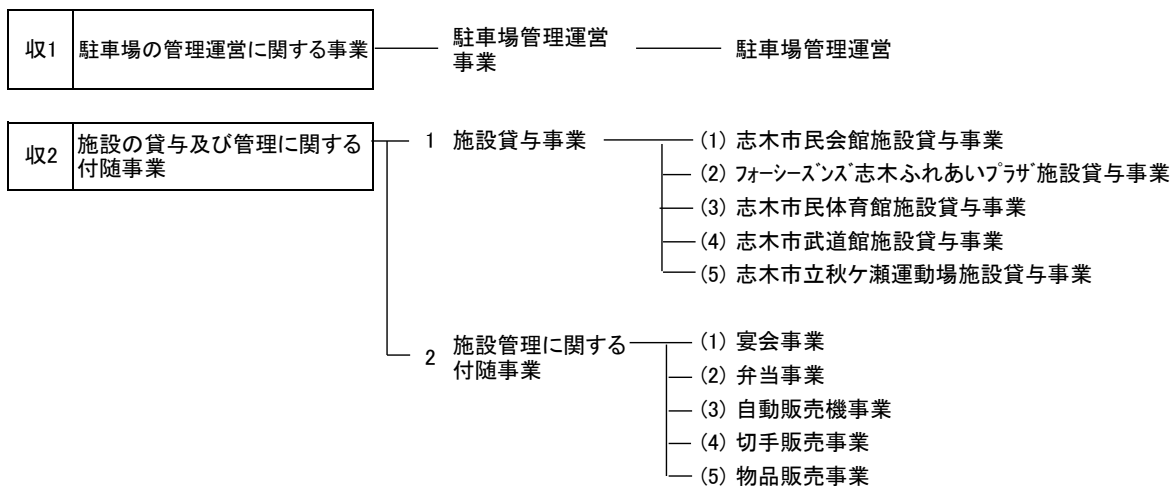 収1 駐車場の管理運営に関する事業 駐車場管理運営 駐車場管理運営
事業
収2 施設の貸与及び管理に関する
付随事業
1 施設貸与事業 (1) 志木市民会館施設貸与事業
(2) フォーシーズンズ志木ふれあいプラザ施設貸与事業
(3) 志木市民体育館施設貸与事業
(4) 志木市武道館施設貸与事業
(5) 志木市立秋ケ瀬運動場施設貸与事業
2 施設管理に関する
付随事業
(1) 宴会事業
(2) 弁当事業
(3) 自動販売機事業
(4) 切手販売事業
(5) 物品販売事業